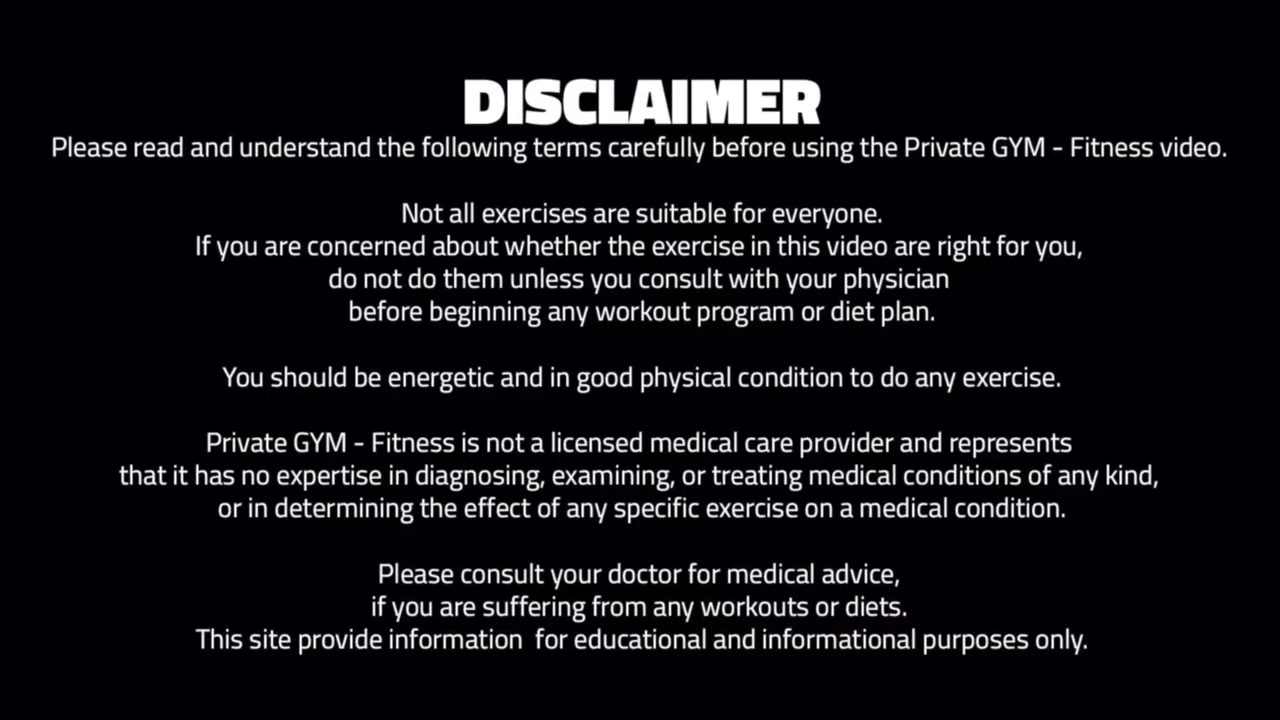 DISCLAIMER
Please read and understand the following terms carefully before using the Private GYM - Fitness video.
Not all exercises are suitable for everyone.
If you are concerned about whether the exercise in this video are right for you,
do not do them unless you consult with your physician
before beginning any workout program or diet plan.
You should be energetic and in good physical condition to do any exercise.
Private GYM - Fitness is not a licensed medical care provider and represents
that it has no expertise in diagnosing, examining, or treating medical conditions of any kind,
or in determining the effect of any specific exercise on a medical condition.
Please consult your doctor for medical advice,
if you are suffering from any workouts or diets.
This site provide information  for educational and informational purposes only.